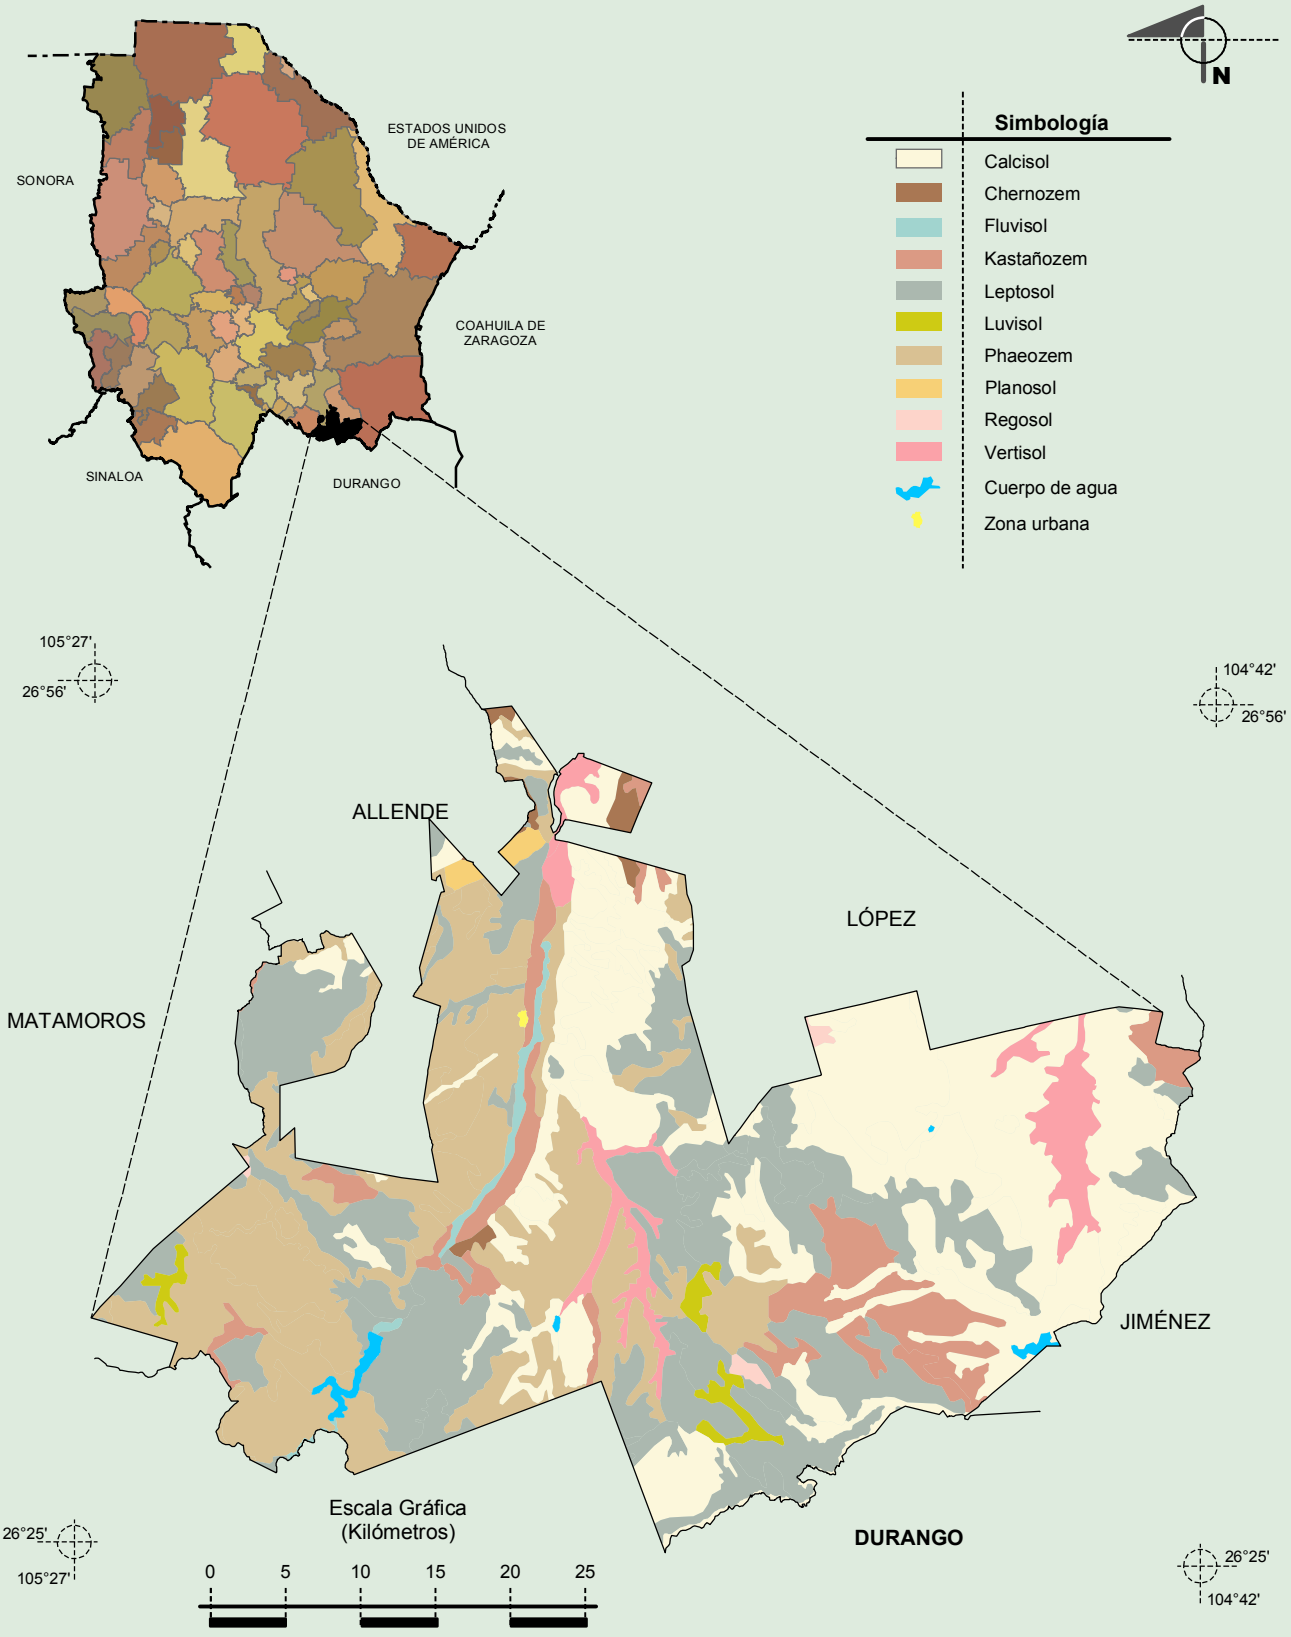 N
ESTADOS UNIDOS
DE AMÉRICA
SONORA
COAHUILA DE
ZARAGOZA
SINALOA
DURANGO
Simbología
Calcisol
Chernozem
Fluvisol
Kastañozem
Leptosol
Luvisol
Phaeozem
Planosol
Regosol
Vertisol
Cuerpo de agua
Zona urbana
105°27'
26°56'
104°42'
26°56'
ALLENDE
LÓPEZ
MATAMOROS
JIMÉNEZ
DURANGO
Escala Gráfica
(Kilómetros)
0 5 10 15 20 25
26°25'
105°27'
26°25'
104°42'